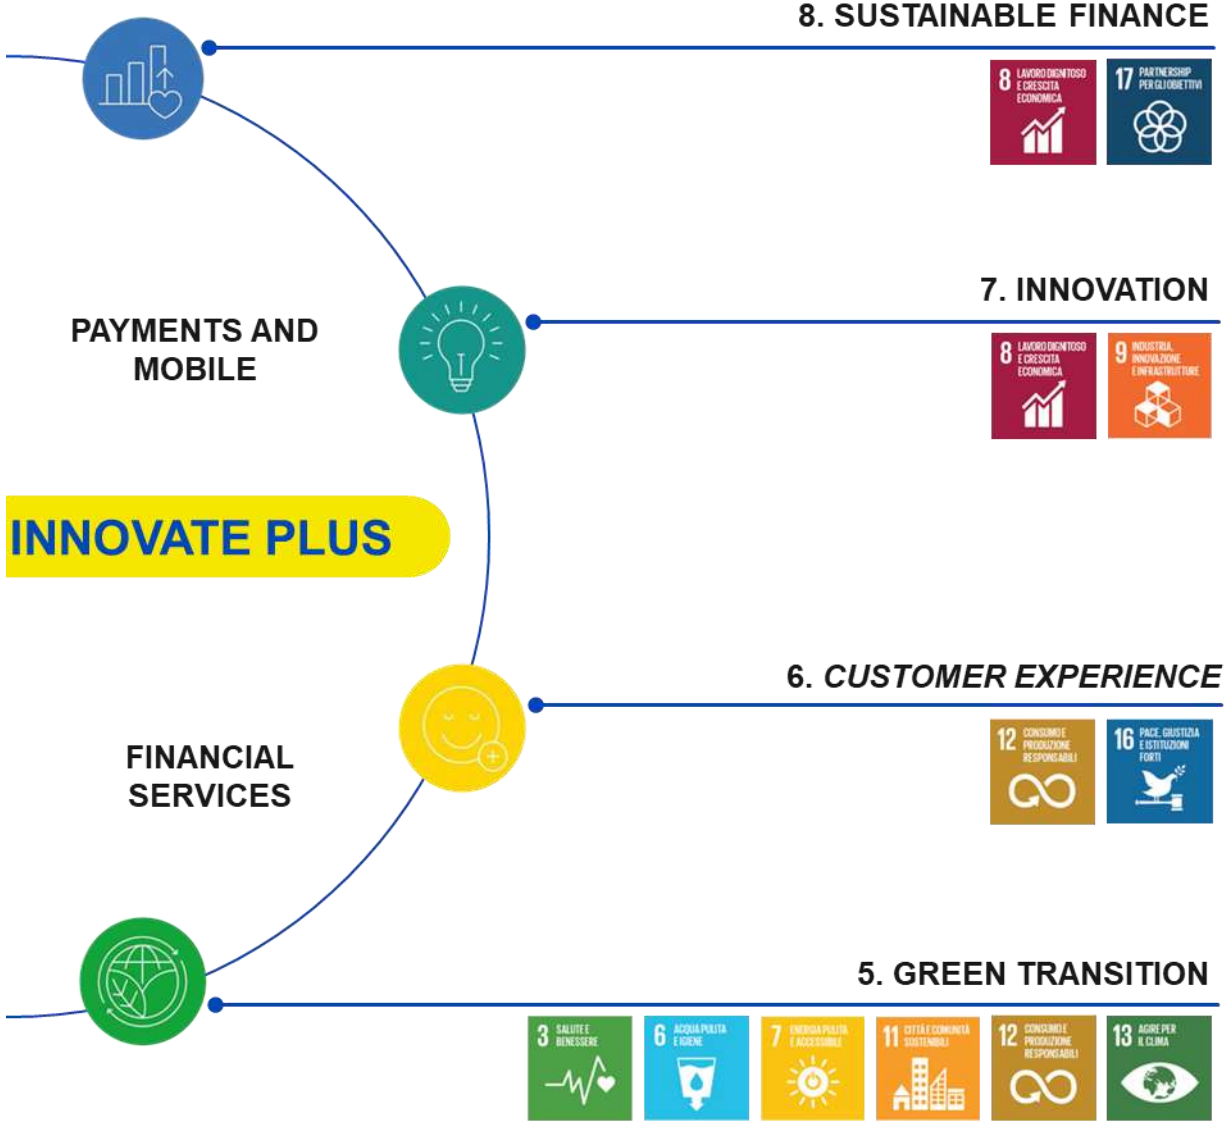 8. SUSTAINABLE FINANCE
8 LAVORO DIGNITOSO
E CRESCITA
ECONOMICA
17 PARTNERSHIP
PER GLI OBIETTIVI
7. INNOVATION
8 LAVORO DIGNITOSO
E CRESCITA
ECONOMICA
9 INDUSTRIA,
INNOVAZIONE
E INFRASTRUTTURE
PAYMENTS AND
MOBILE
INNOVATE PLUS
6. CUSTOMER EXPERIENCE
12 CONSUMO E
PRODUZIONE
RESPONSABILI
16 PACE, GIUSTIZIA
E ISTITUZIONI
FORTI
FINANCIAL
SERVICES
5. GREEN TRANSITION
3 SALUTE E
BENESSERE
6 ACQUA PULITA
E IGIENE
7 ENERGIA PULITA
E ACCESSIBILE
11 CITTÀ E COMUNITÀ
SOSTENIBILI
12 CONSUMO E
PRODUZIONE
RESPONSABILI
13 AGIRE PER
IL CLIMA